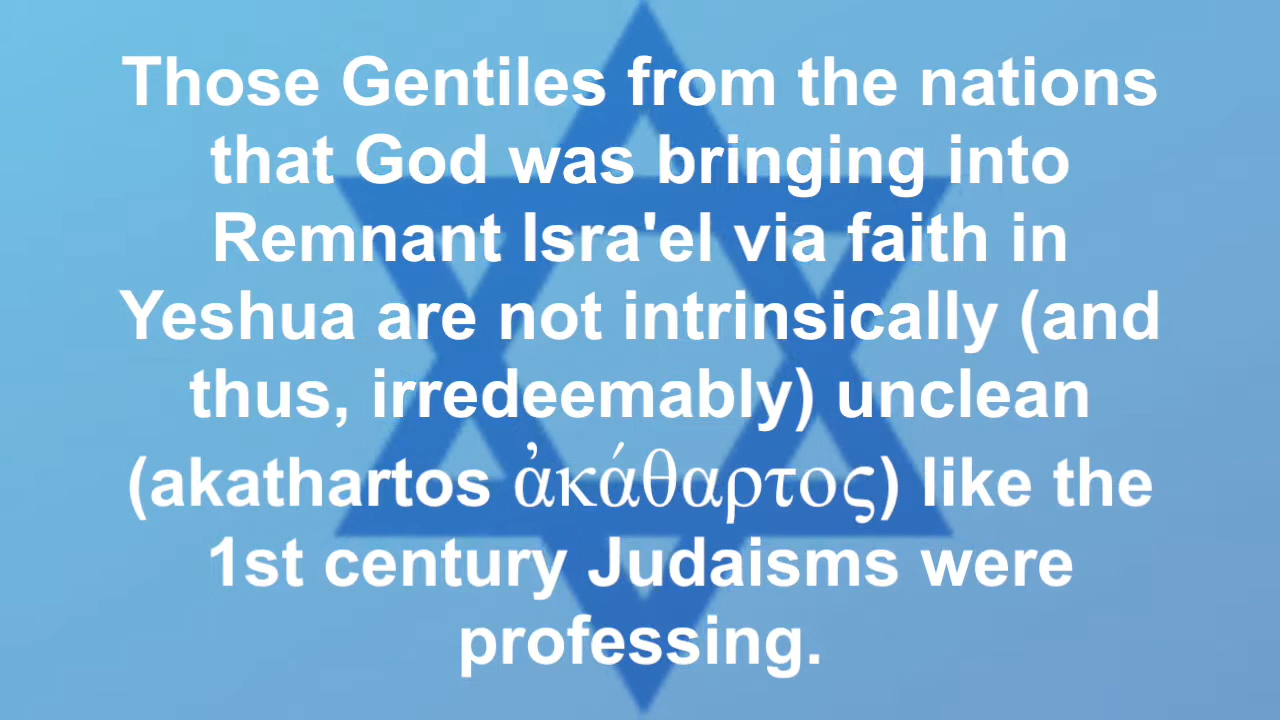 Those Gentiles from the nations
that God was bringing into
Remnant Isra'el via faith in
Yeshua are not intrinsically (and
thus, irredeemably) unclean
(akathartos ἀκάθαρτος) like the
1st century Judaisms were
professing.